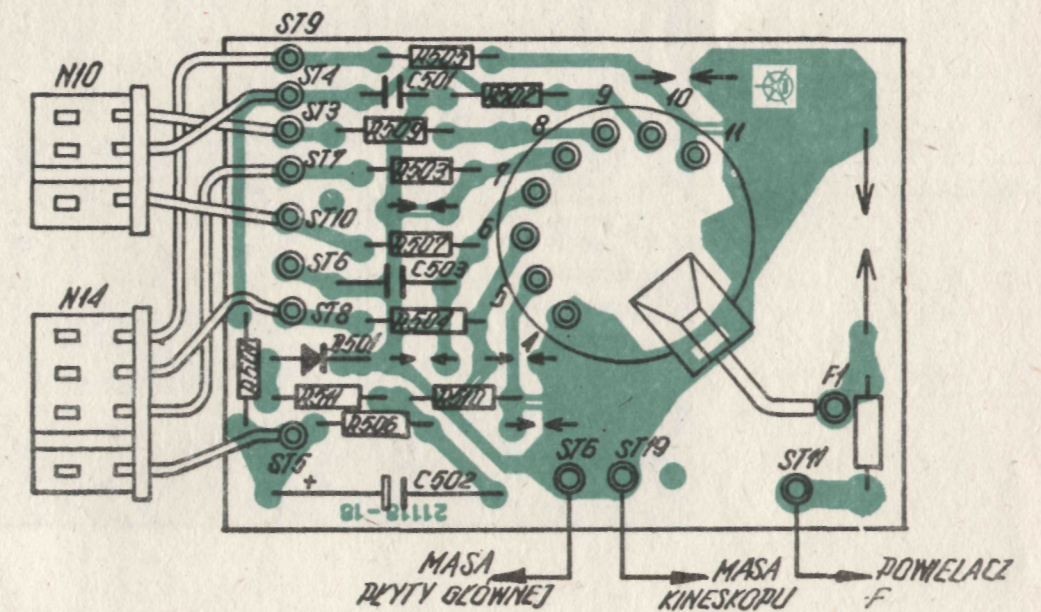 ST9
N10
ST4
ST3
ST7
ST10
ST6
ST8
N14
ST5
R505
C501
R502
R509
R503
R507
C503
R504
D501
R511
R510
R506
C502
+
21118-18
9
10
8
11
7
6
5
1
F1
ST6
ST19
ST11
MASA
PŁYTY GŁÓWNEJ
MASA
KINESKOPU
POWIELACZ
-F